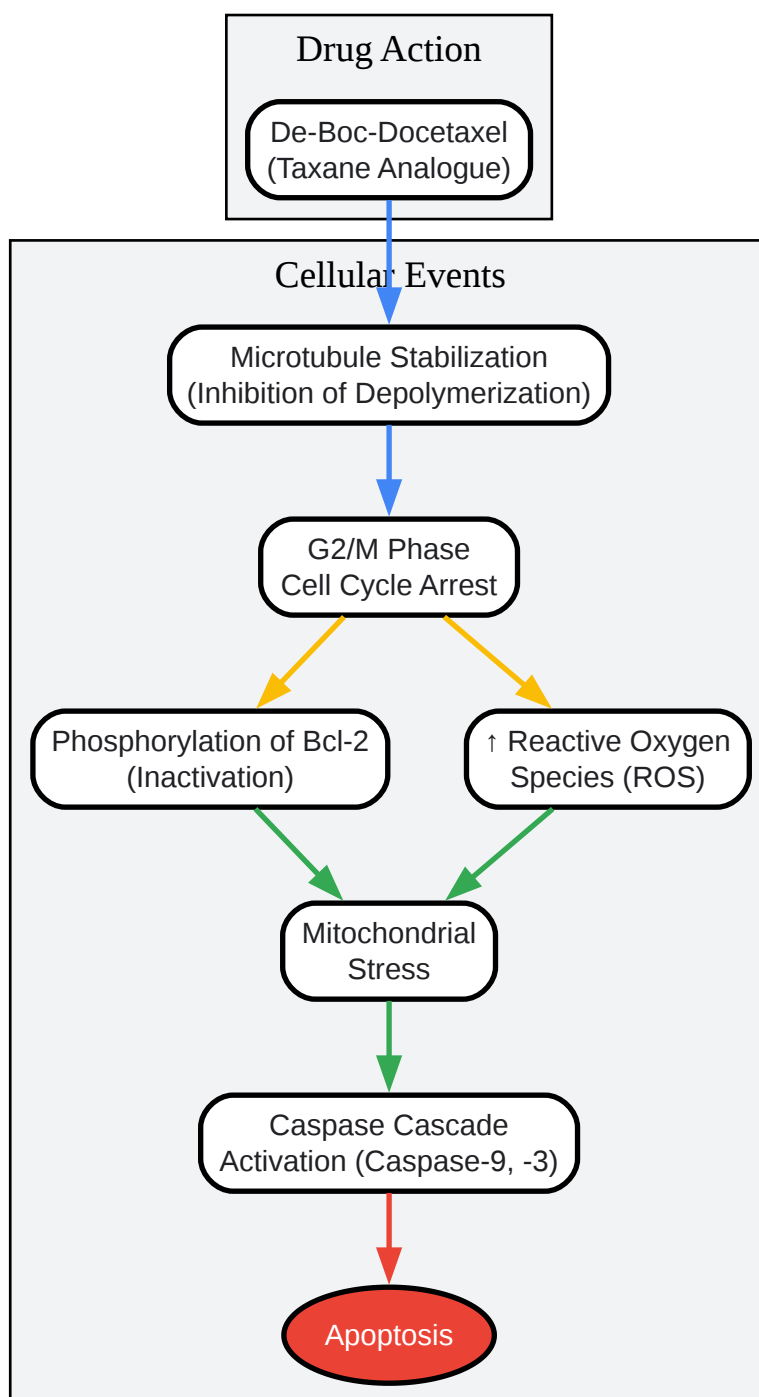 Drug Action
De-Boc-Docetaxel
(Taxane Analogue)
Cellular Events
Microtubule Stabilization
(Inhibition of Depolymerization)
G2/M Phase
Cell Cycle Arrest
Phosphorylation of Bcl-2
(Inactivation)
↑ Reactive Oxygen
Species (ROS)
Mitochondrial
Stress
Caspase Cascade
Activation (Caspase-9, -3)
Apoptosis